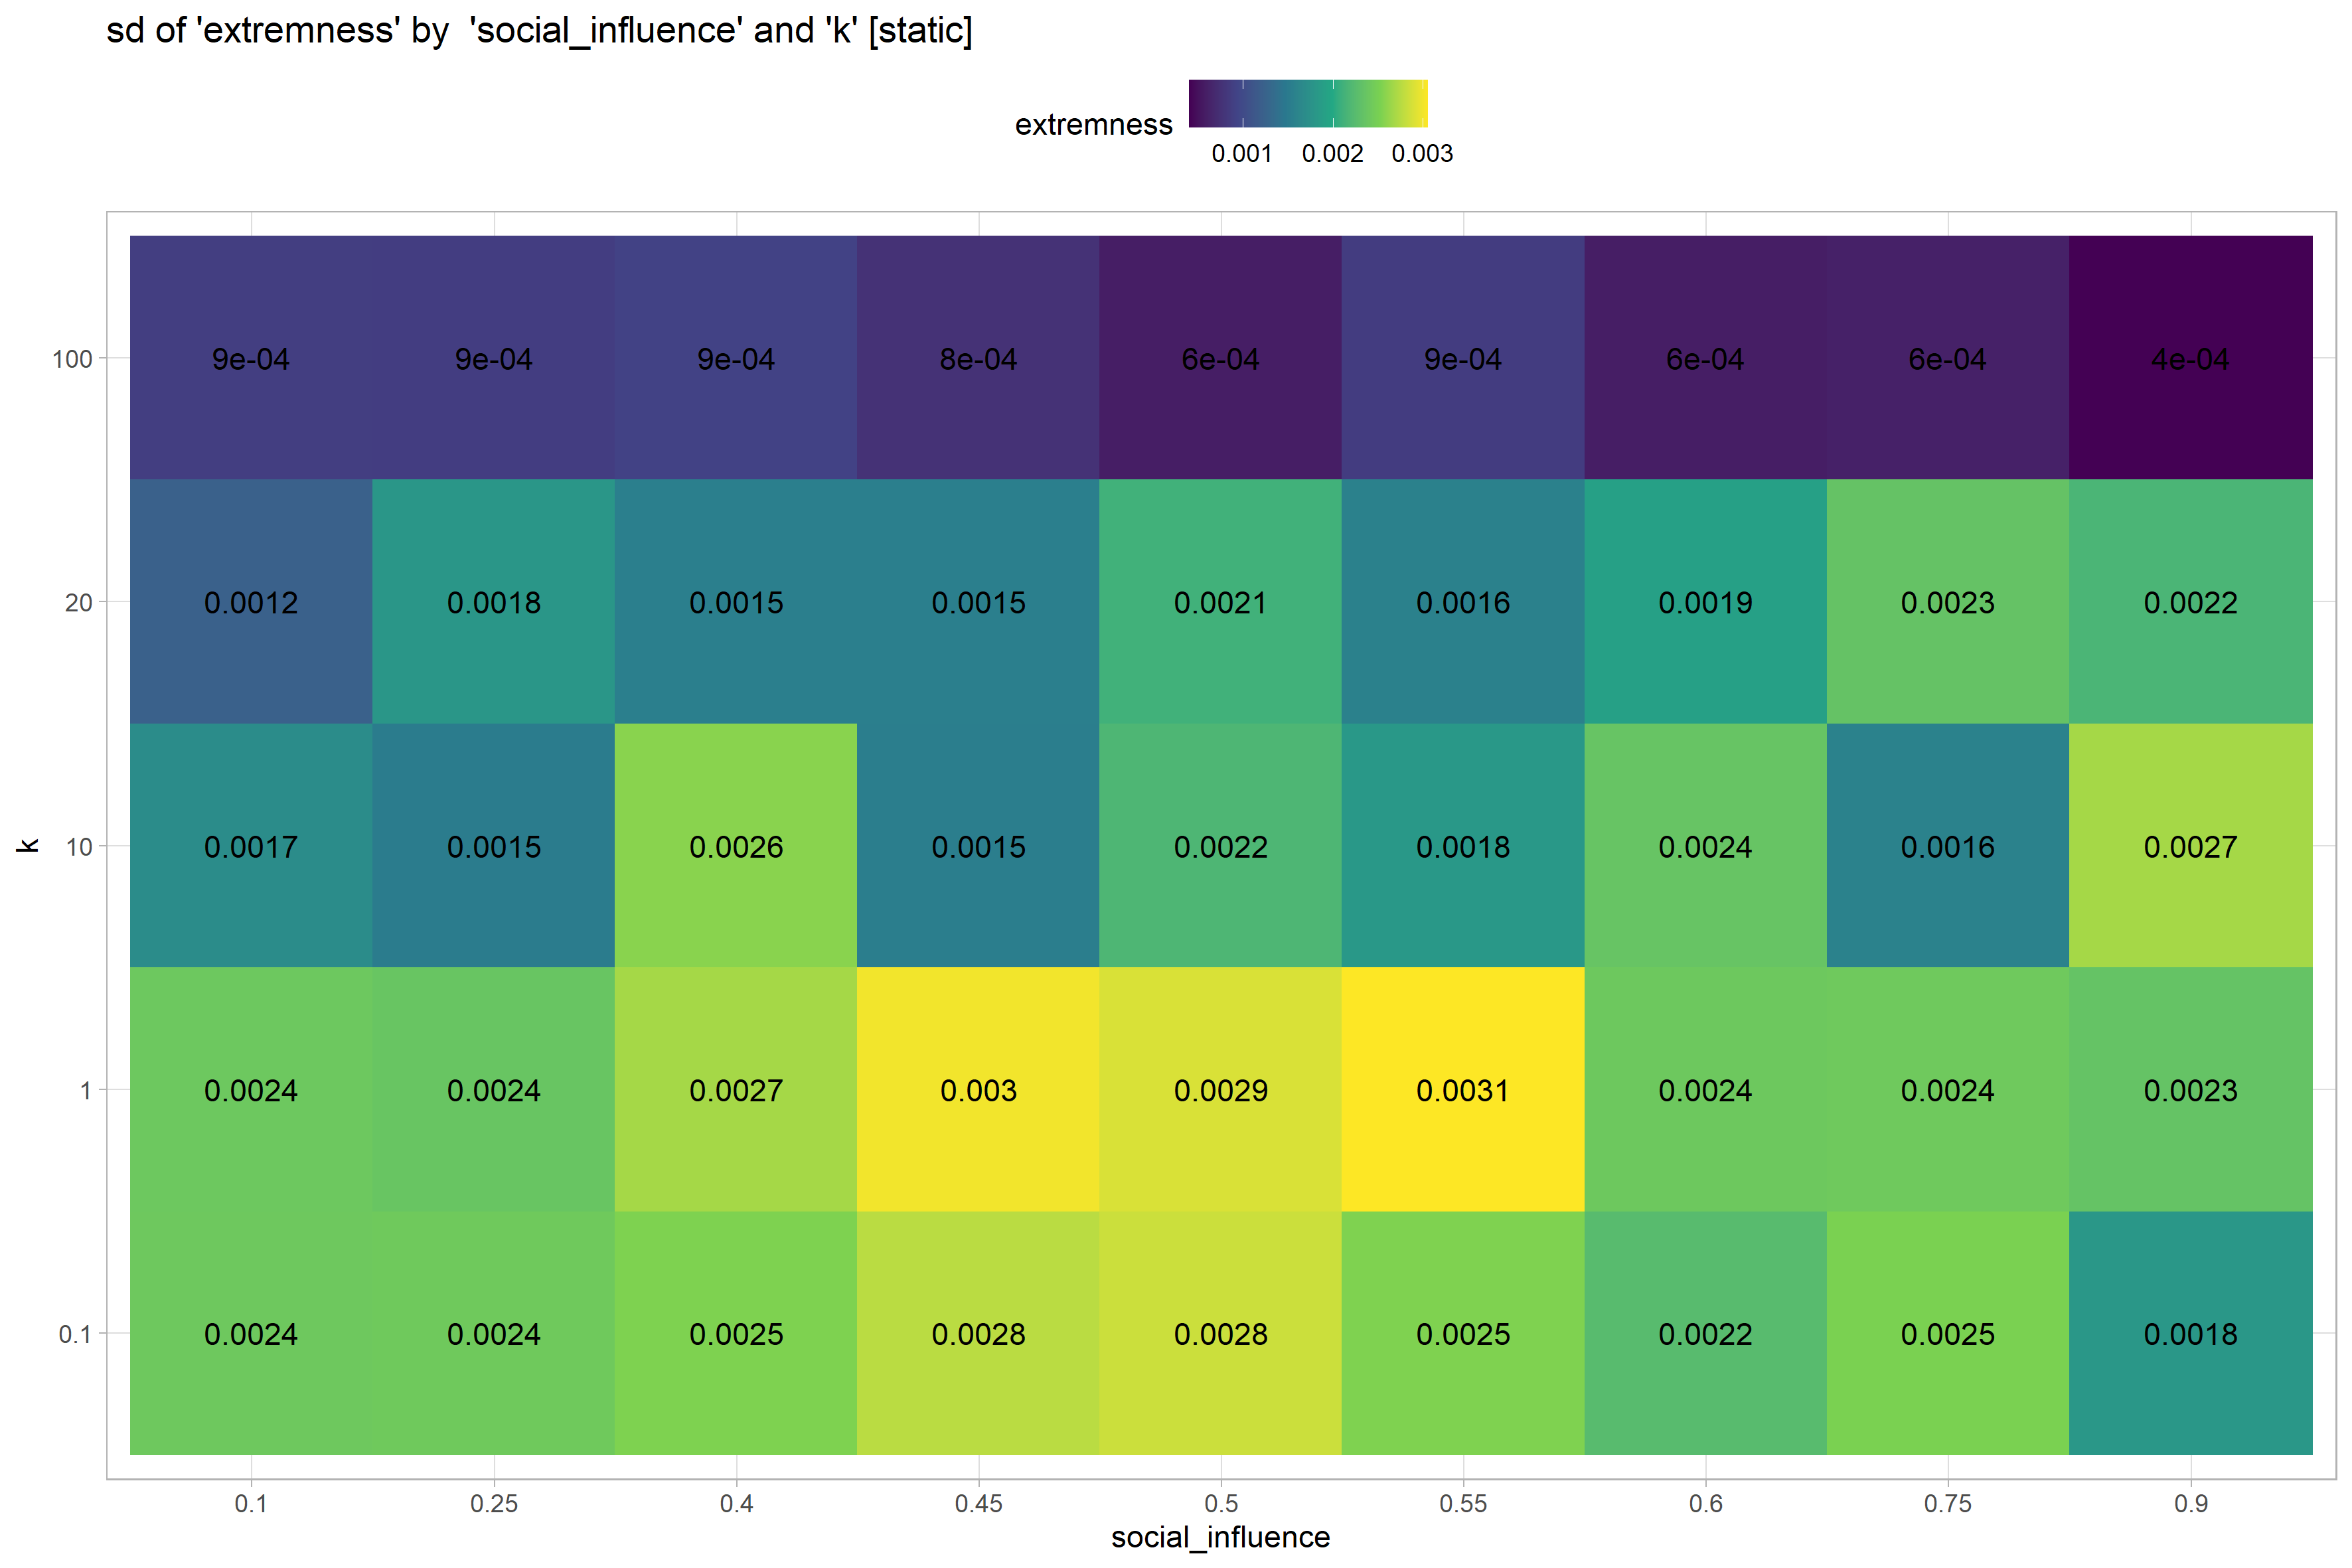 sd of 'extremness' by  'social_influence' and 'k' [static]
extremness
0.001 0.002 0.003
100 9e-04 9e-04 9e-04 8e-04 6e-04 9e-04 6e-04 6e-04 4e-04
20 0.0012 0.0018 0.0015 0.0015 0.0021 0.0016 0.0019 0.0023 0.0022
k
10 0.0017 0.0015 0.0026 0.0015 0.0022 0.0018 0.0024 0.0016 0.0027
1 0.0024 0.0024 0.0027 0.003 0.0029 0.0031 0.0024 0.0024 0.0023
0.1 0.0024 0.0024 0.0025 0.0028 0.0028 0.0025 0.0022 0.0025 0.0018
0.1 0.25 0.4 0.45 0.5 0.55 0.6 0.75 0.9
social_influence